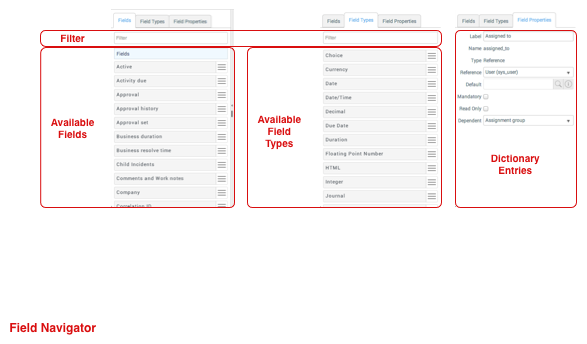 Fields Field Types Field Properties
Filter
Filter
Fields
Active
Activity due
Approval
Approval history
Approval set
Business duration
Business resolve time
Child Incidents
Comments and Work notes
Company
Correlation ID
Available
Fields
Fields Field Types Field Properties
Filter
Choice
Currency
Date
Date/Time
Decimal
Due Date
Duration
Floating Point Number
HTML
Integer
Journal
Available
Field
Types
Fields Field Types Field Properties
Label Assigned to
Name assigned_to
Type Reference
Reference User [sys_user]
Default
Mandatory
Read Only
Dependent Assignment group
Dictionary
Entries
Field Navigator